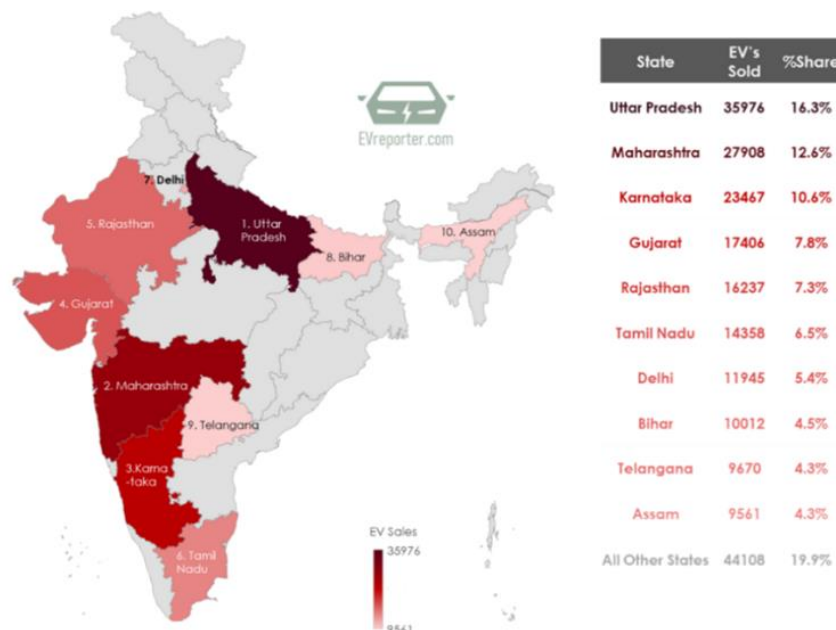 EVreporter.com
7. Delhi
5. Rajasthan
1. Uttar
Pradesh
10. Assam
8. Bihar
4. Gujarat
2. Maharashtra
9. Telangana
3.Karna
-taka
6. Tamil
Nadu
EV Sales
35976
9561
State EV's Sold %Share
Uttar Pradesh 35976 16.3%
Maharashtra 27908 12.6%
Karnataka 23467 10.6%
Gujarat 17406 7.8%
Rajasthan 16237 7.3%
Tamil Nadu 14358 6.5%
Delhi 11945 5.4%
Bihar 10012 4.5%
Telangana 9670 4.3%
Assam 9561 4.3%
All Other States 44108 19.9%